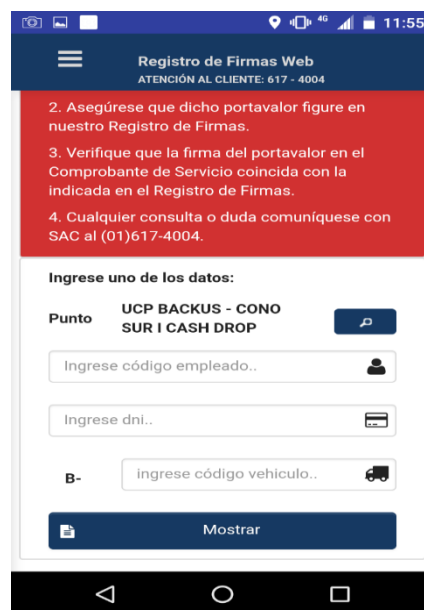 4G 11:55
Registro de Firmas Web
ATENCIÓN AL CLIENTE: 617 - 4004
2. Asegúrese que dicho portavalor figure en
nuestro Registro de Firmas.
3. Verifique que la firma del portavalor en el
Comprobante de Servicio coincida con la
indicada en el Registro de Firmas.
4. Cualquier consulta o duda comuníquese con
SAC al (01)617-4004.
Ingrese uno de los datos:
Punto UCP BACKUS - CONO
SUR I CASH DROP
Ingrese código empleado..
Ingrese dni..
B- ingrese código vehiculo..
Mostrar